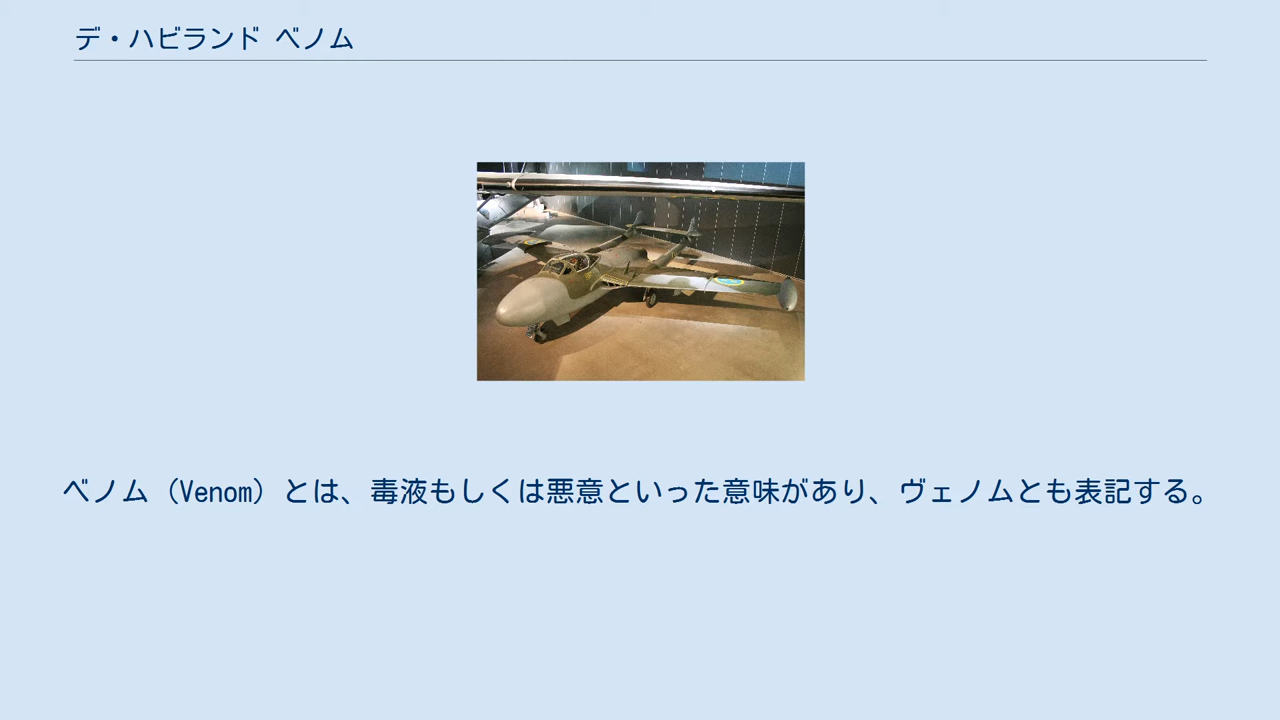 デ・ハビランド ベノム
ベノム（Venom）とは、毒液もしくは悪意といった意味があり、ヴェノムとも表記する。